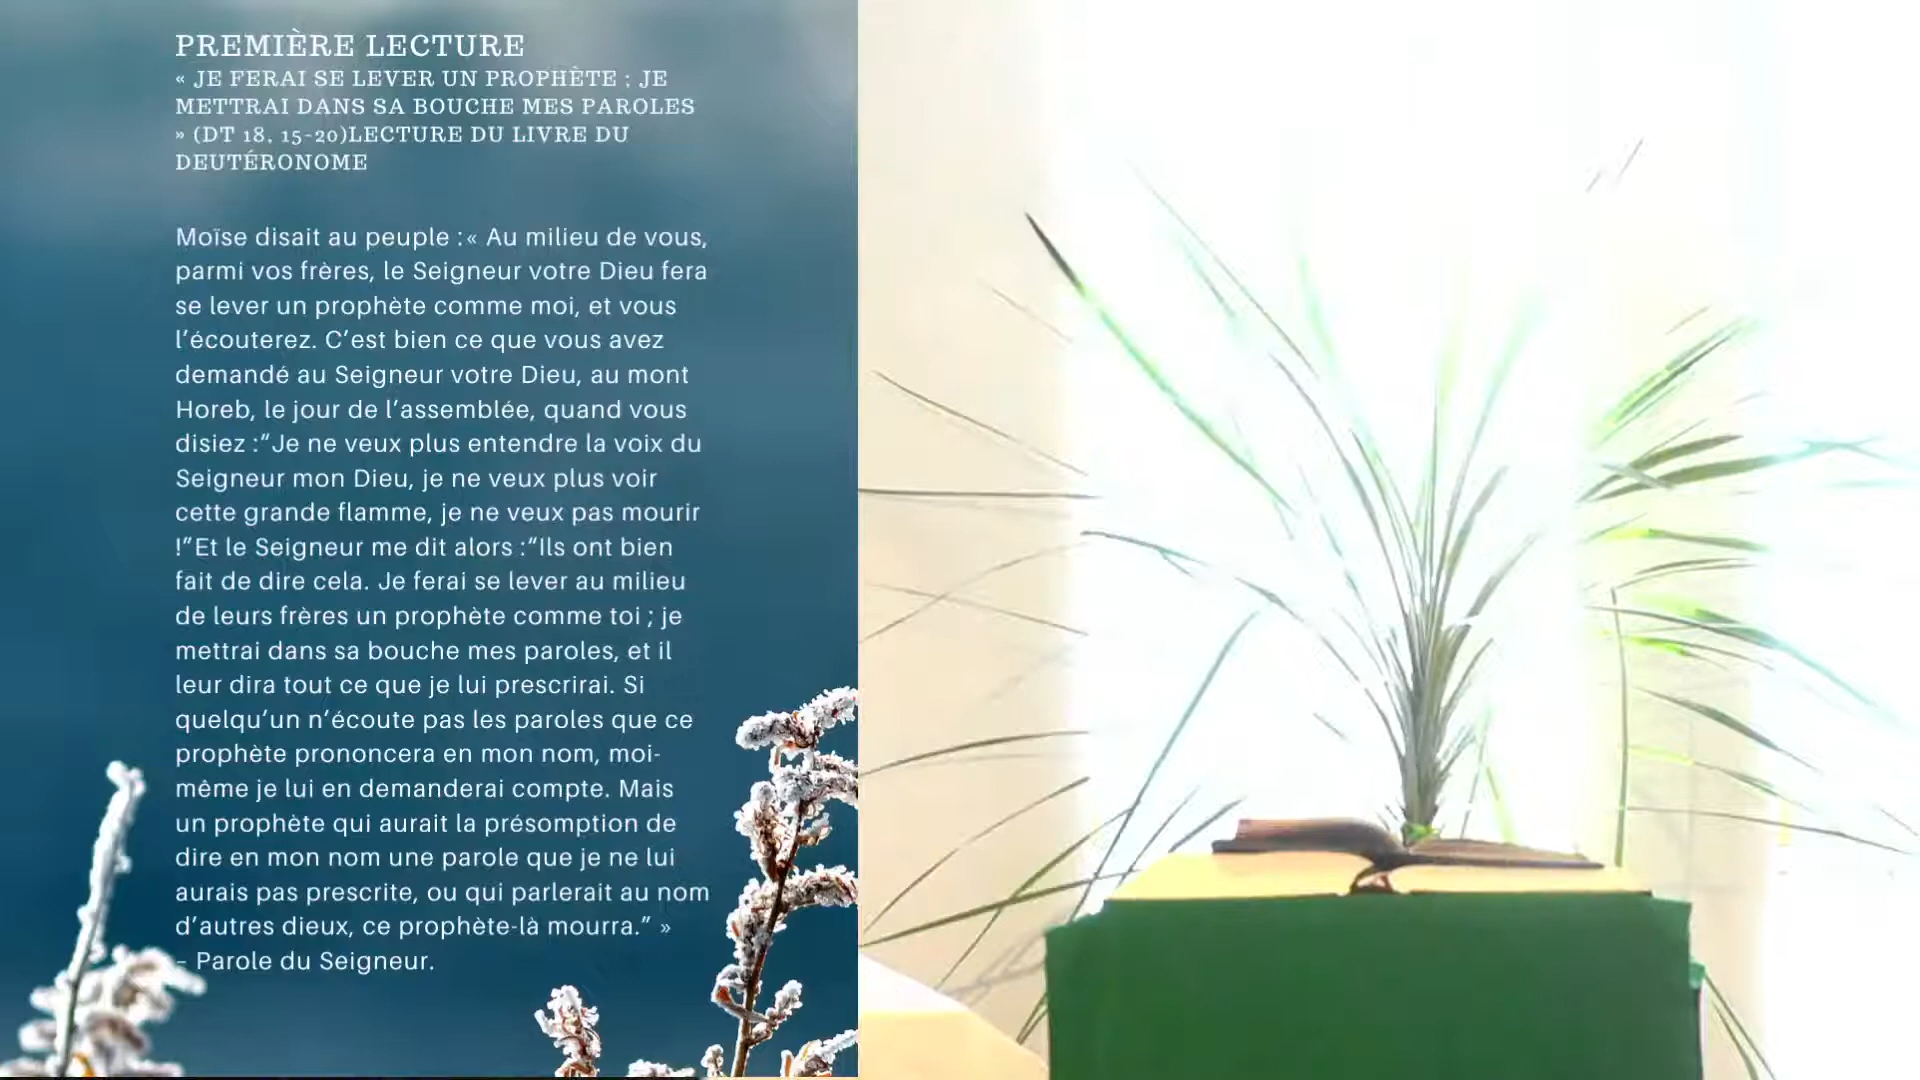 PREMIÈRE LECTURE
« JE FERAI SE LEVER UN PROPHÈTE ; JE
METTRAI DANS SA BOUCHE MES PAROLES
» (DT 18, 15-20)LECTURE DU LIVRE DU
DEUTÉRONOME
Moïse disait au peuple :« Au milieu de vous,
parmi vos frères, le Seigneur votre Dieu fera
se lever un prophète comme moi, et vous
l’écouterez. C’est bien ce que vous avez
demandé au Seigneur votre Dieu, au mont
Horeb, le jour de l’assemblée, quand vous
disiez :“Je ne veux plus entendre la voix du
Seigneur mon Dieu, je ne veux plus voir
cette grande flamme, je ne veux pas mourir
!”Et le Seigneur me dit alors :“Ils ont bien
fait de dire cela. Je ferai se lever au milieu
de leurs frères un prophète comme toi ; je
mettrai dans sa bouche mes paroles, et il
leur dira tout ce que je lui prescrirai. Si
quelqu’un n’écoute pas les paroles que ce
prophète prononcera en mon nom, moi-
même je lui en demanderai compte. Mais
un prophète qui aurait la présomption de
dire en mon nom une parole que je ne lui
aurais pas prescrite, ou qui parlerait au nom
d’autres dieux, ce prophète-là mourra.” »
– Parole du Seigneur.